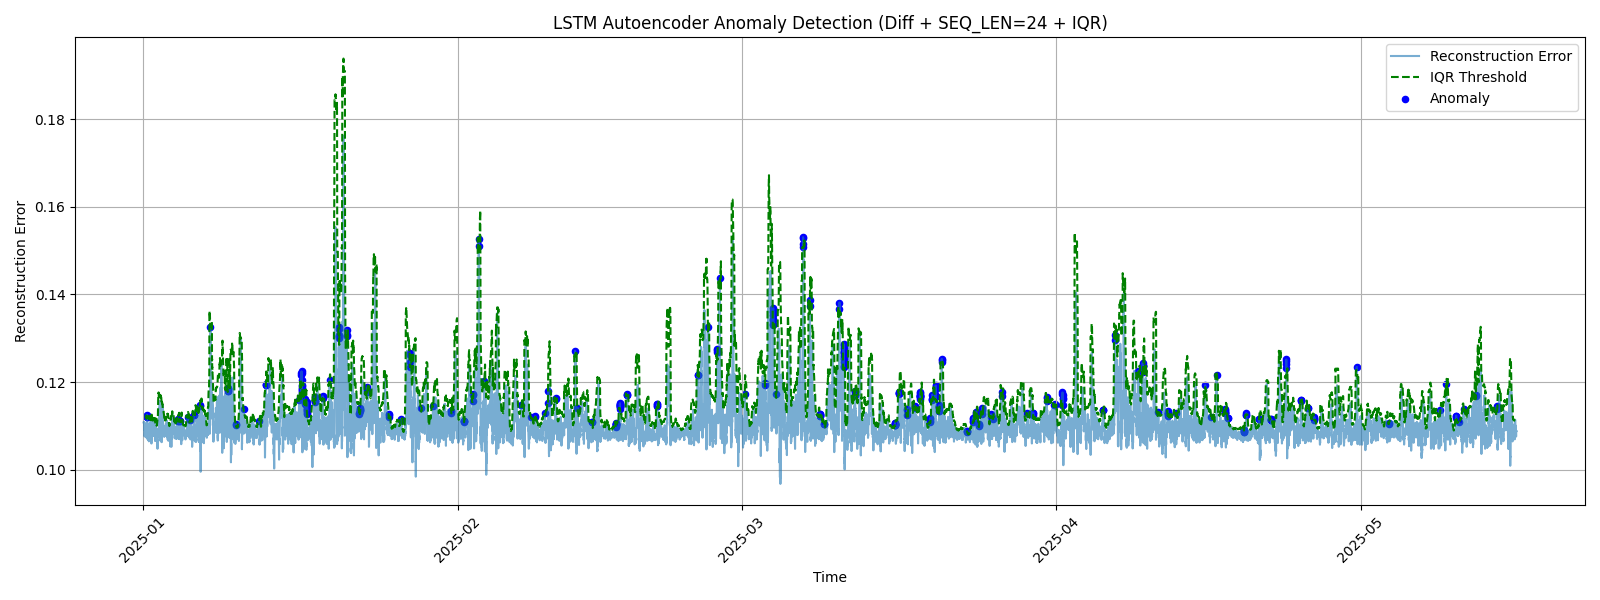 LSTM Autoencoder Anomaly Detection (Diff + SEQ_LEN=24 + IQR)
Reconstruction Error
IQR Threshold
Anomaly
Reconstruction Error
0.18
0.16
0.14
0.12
0.10
2025-01
2025-02
2025-03
2025-04
2025-05
Time